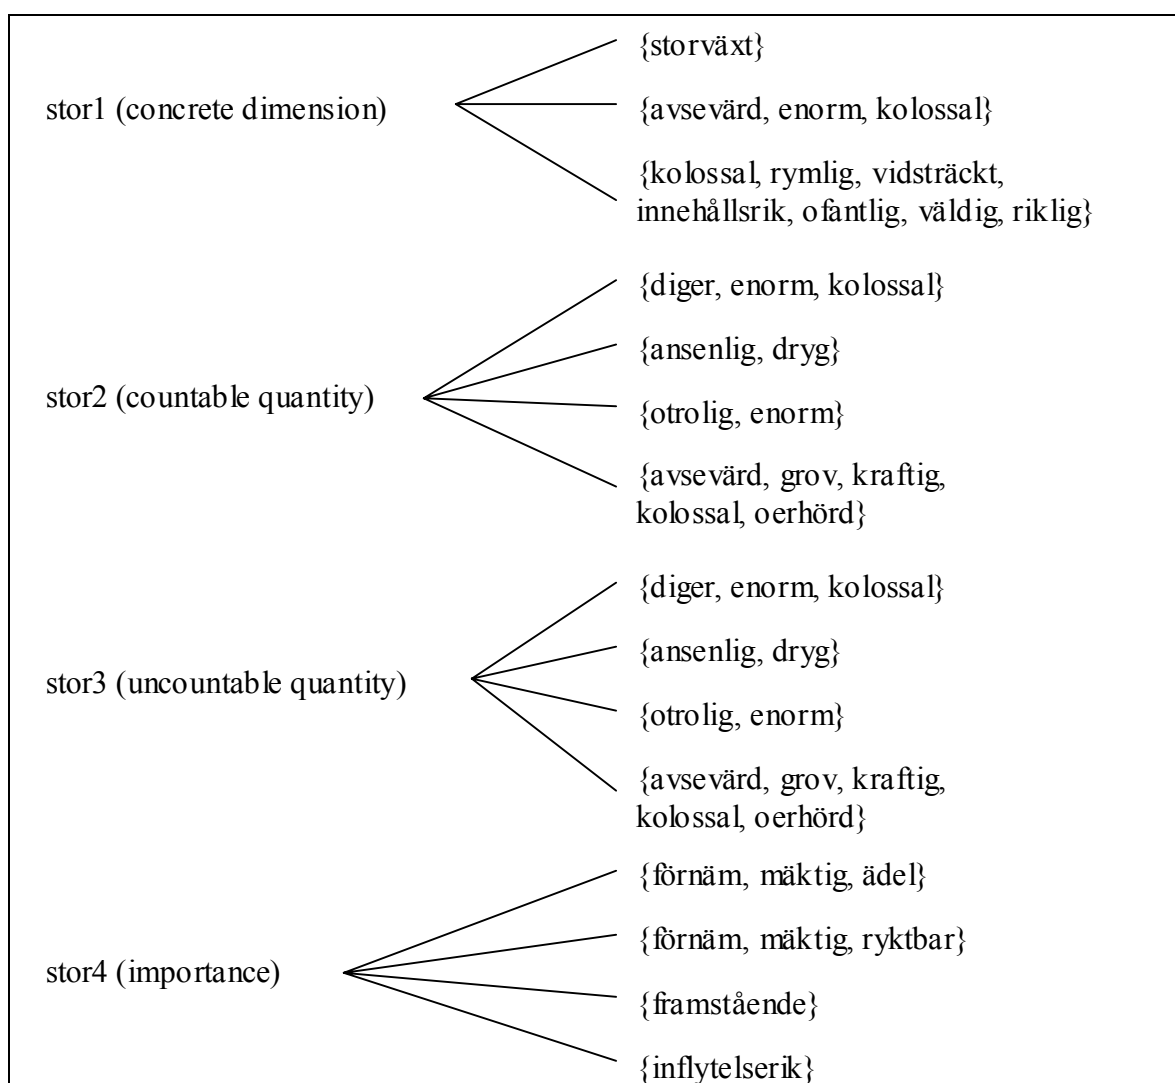 {storväxt}
stor1 (concrete dimension)
{avsevärd, enorm, kolossal}
{kolossal, rymlig, vidsträckt,
innehållsrik, ofantlig, väldig, riklig}
{diger, enorm, kolossal}
{ansenlig, dryg}
stor2 (countable quantity)
{otrolig, enorm}
{avsevärd, grov, kraftig,
kolossal, oerhörd}
{diger, enorm, kolossal}
{ansenlig, dryg}
stor3 (uncountable quantity)
{otrolig, enorm}
{avsevärd, grov, kraftig,
kolossal, oerhörd}
{förnäm, mäktig, ädel}
{förnäm, mäktig, ryktbar}
stor4 (importance)
{framstående}
{inflytelserik}